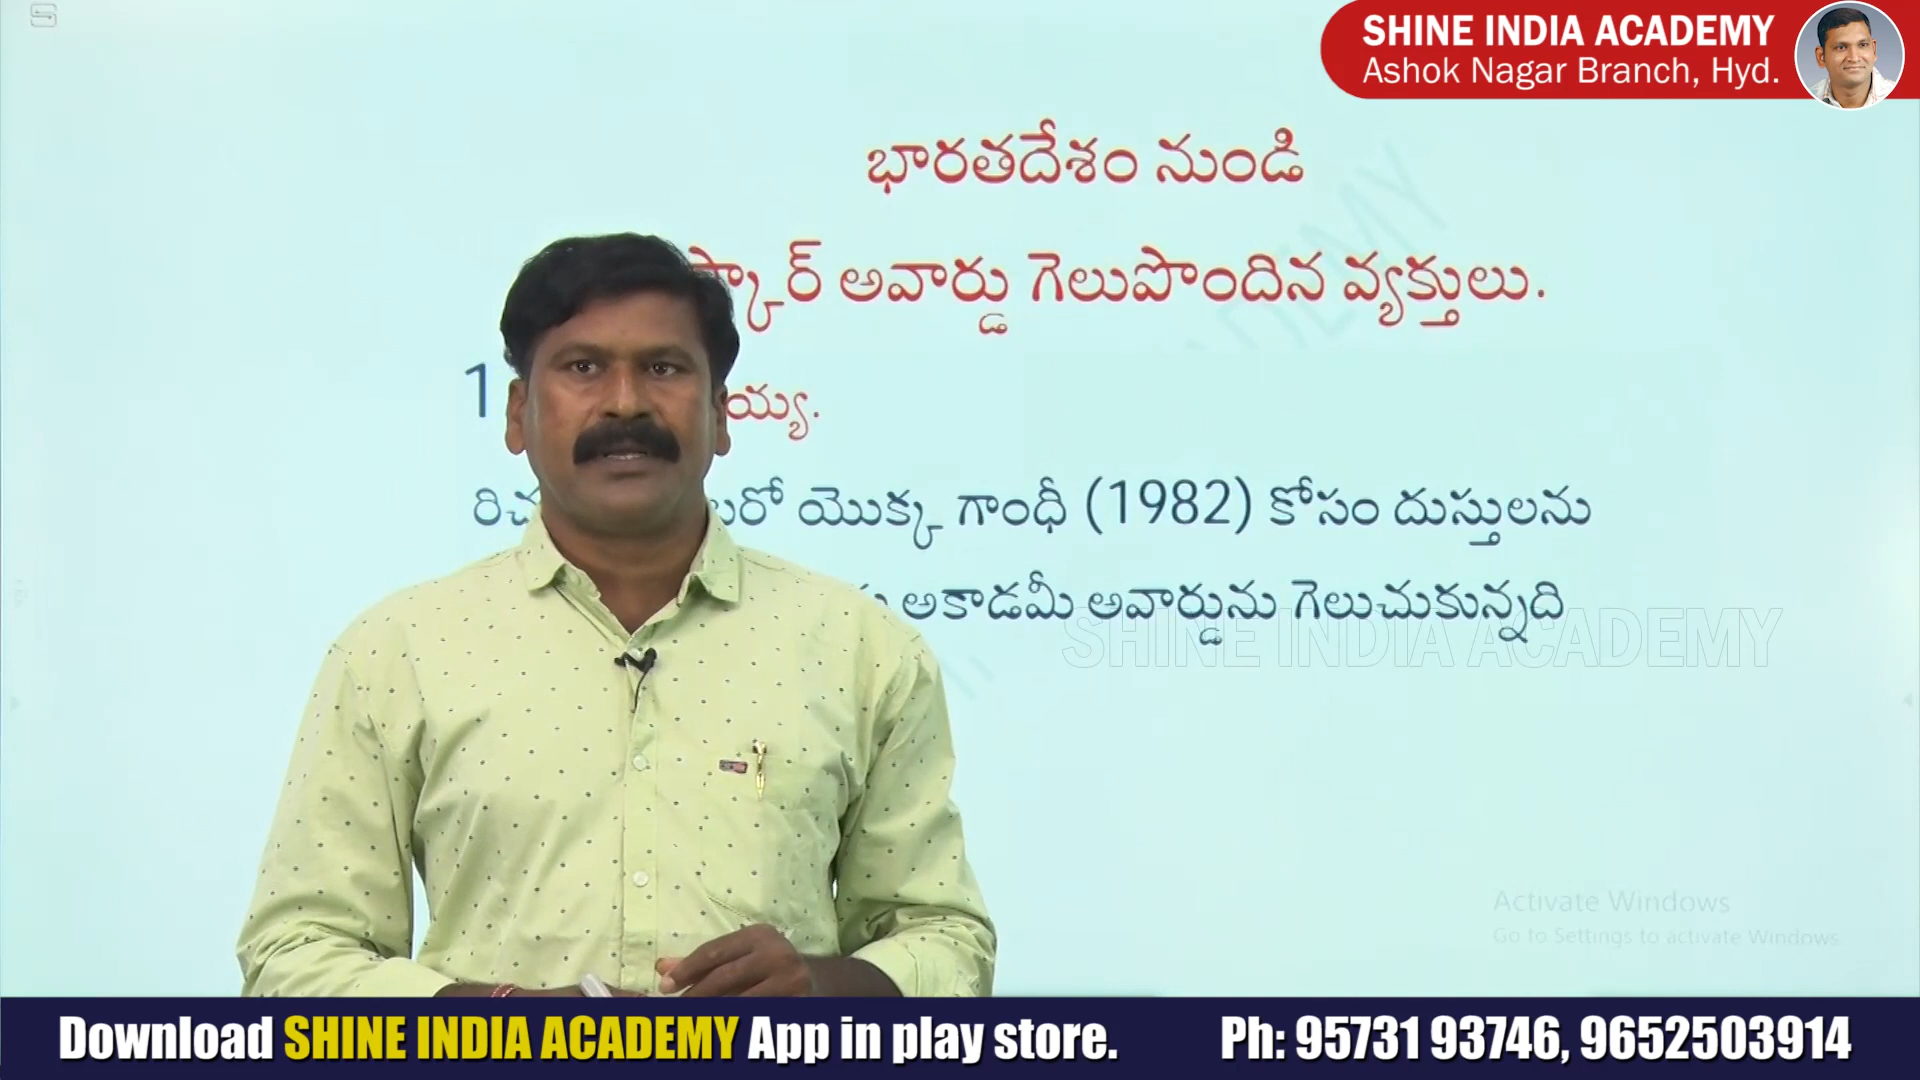 SHINE INDIA ACADEMY
Ashok Nagar Branch, Hyd.
భారతదేశం నుండి
అవార్డు గెలుపొందిన వ్యక్తులు.
1
యొక్క గాంధీ (1982) కోసం దుస్తులను
అకాడమీ అవార్డును గెలుచుకున్నది
SHINE INDIA ACADEMY
Activate Windows
Go to Settings to activate Windows
Download SHINE INDIA ACADEMY App in play store. Ph: 95731 93746, 9652503914